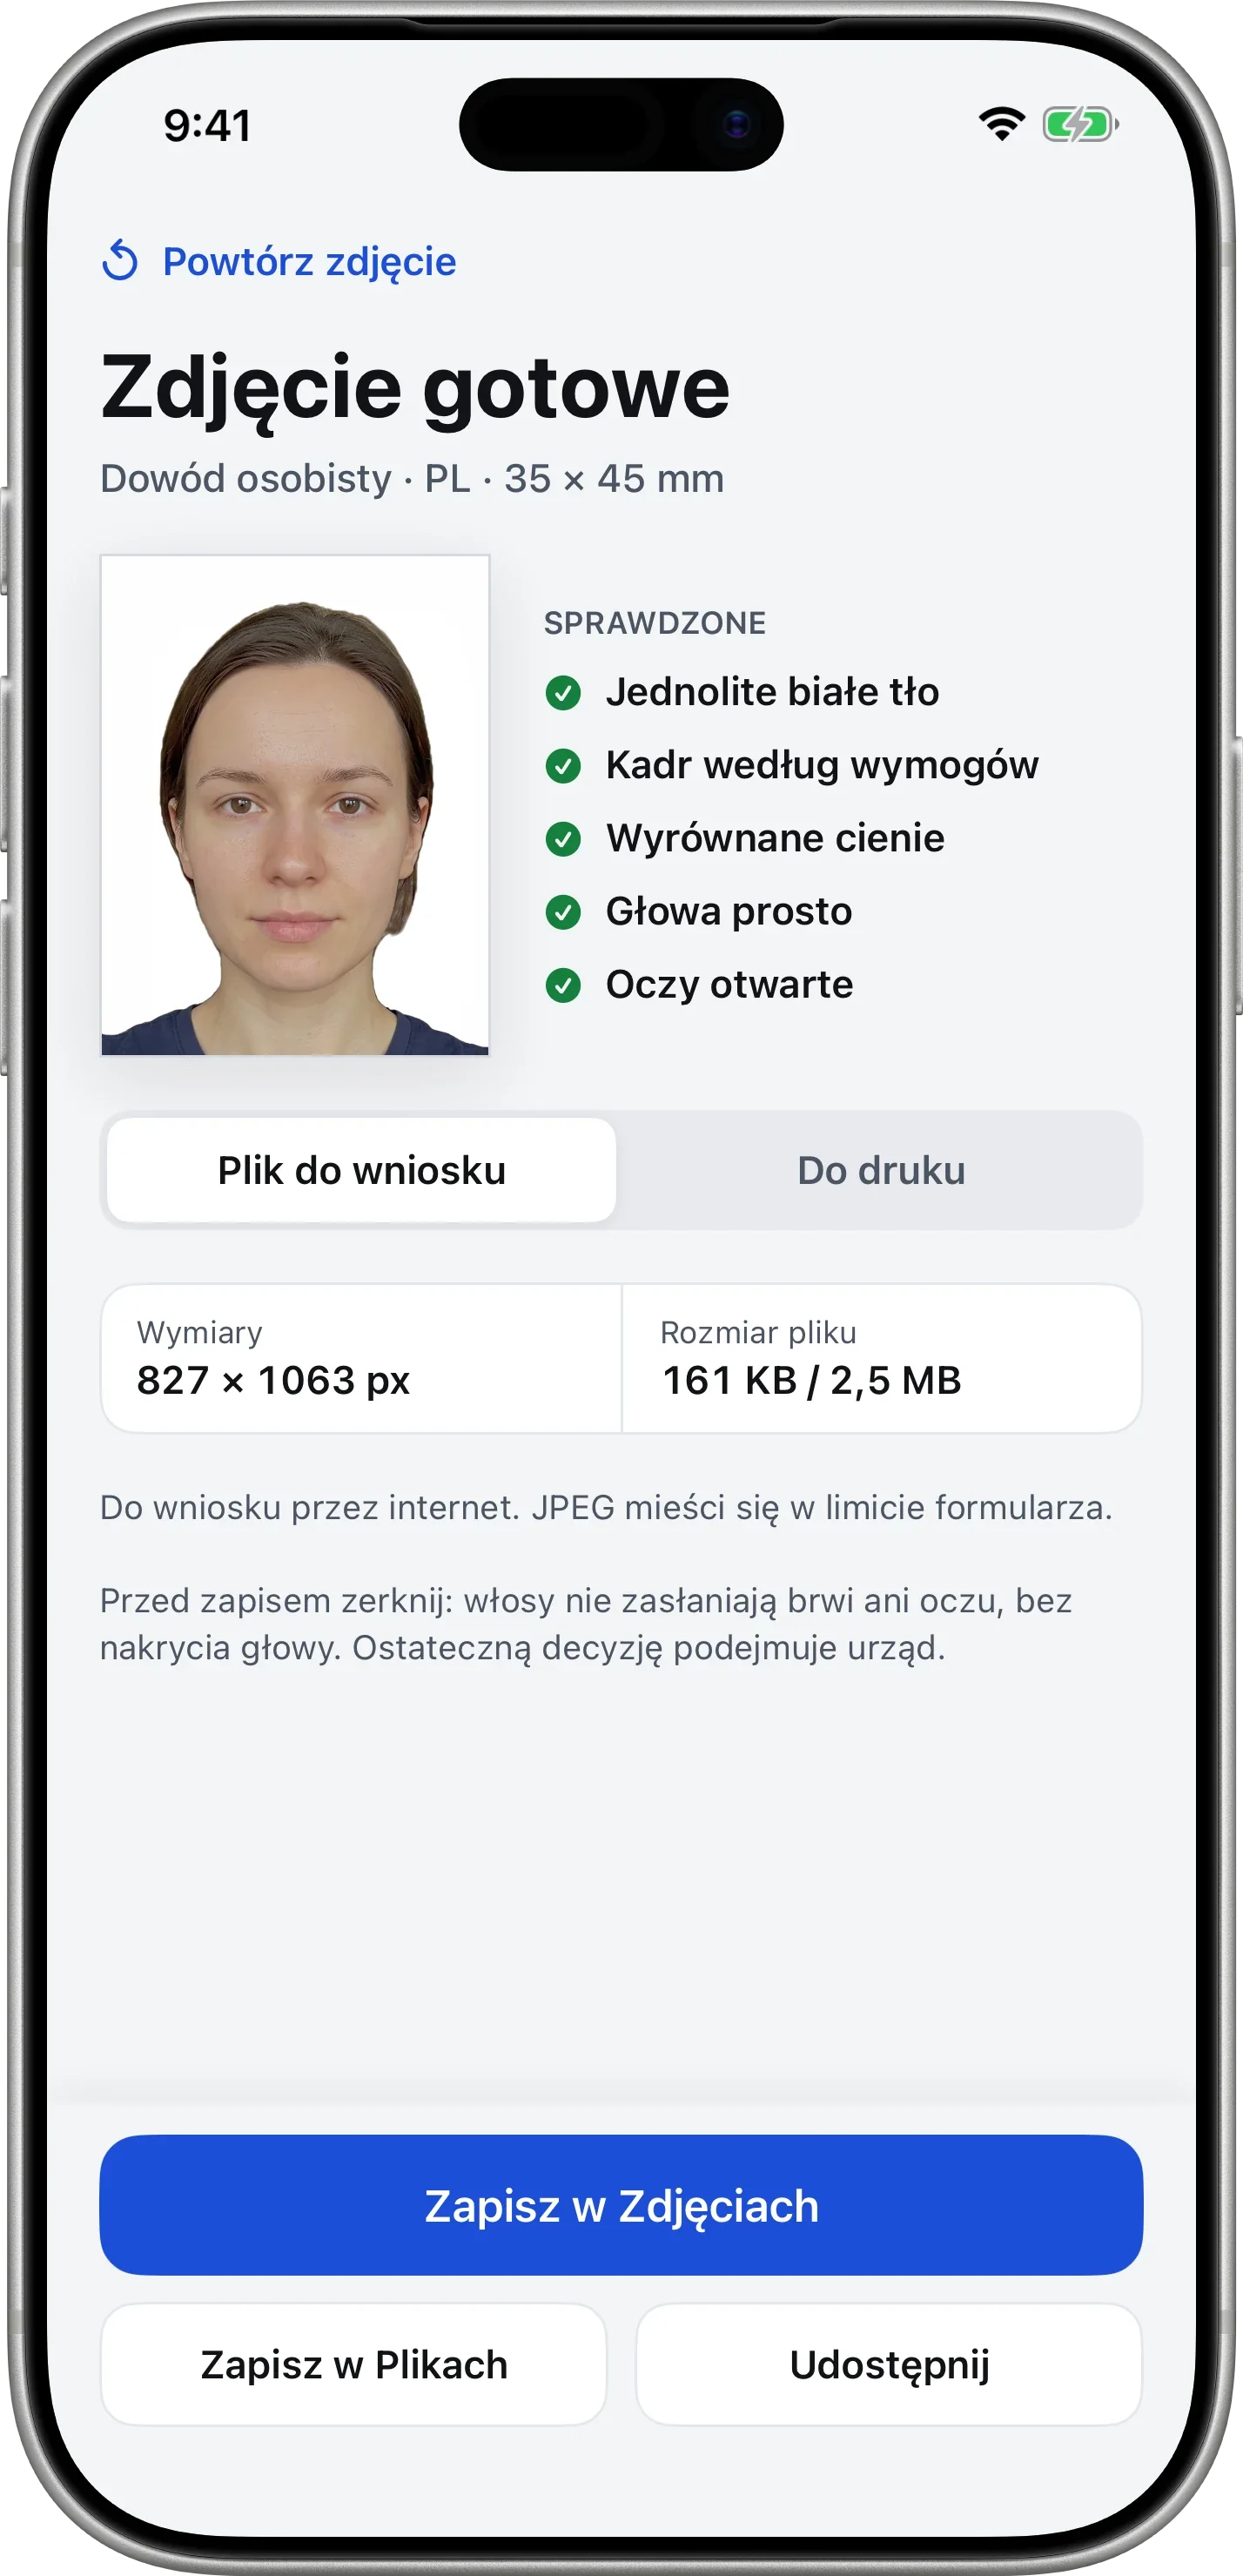 9:41
Powtórz zdjęcie
Zdjęcie gotowe
Dowód osobisty · PL · 35 × 45 mm
SPRAWDZONE
Jednolite białe tło
Kadr według wymogów
Wyrównane cienie
Głowa prosto
Oczy otwarte
Plik do wniosku
Do druku
Wymiary
827 × 1063 px
Rozmiar pliku
161 KB / 2,5 MB
Do wniosku przez internet. JPEG mieści się w limicie formularza.
Przed zapisem zerknij: włosy nie zasłaniają brwi ani oczu, bez
nakrycia głowy. Ostateczną decyzję podejmuje urząd.
Zapisz w Zdjęciach
Zapisz w Plikach
Udostępnij